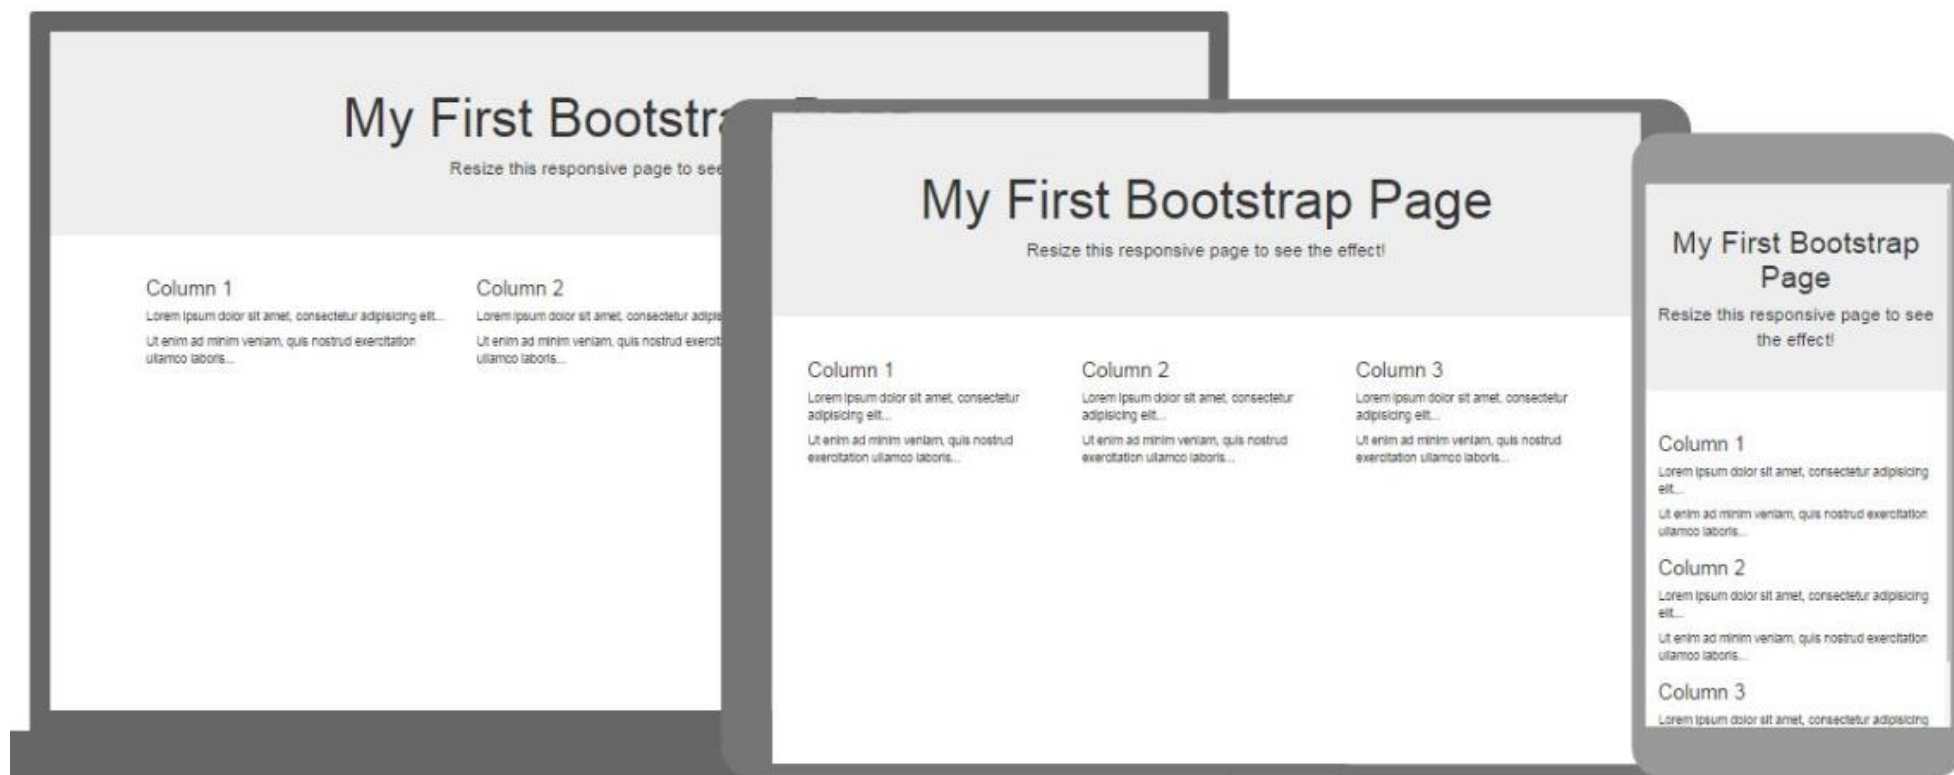 My First Bootstra
Resize this responsive page to see
Column 1
Lorem ipsum dolor sit amet, consectetur adipisicing elit...
Ut enim ad minim veniam, quis nostrud exercitation
ullamco laboris...
Column 2
Lorem ipsum dolor sit amet, consectetur adipis
Ut enim ad minim veniam, quis nostrud exercit
ullamco laboris...
My First Bootstrap Page
Resize this responsive page to see the effect!
Column 1
Lorem ipsum dolor sit amet, consectetur
adipisicing elit...
Ut enim ad minim veniam, quis nostrud
exercitation ullamco laboris...
Column 2
Lorem ipsum dolor sit amet, consectetur
adipisicing elit...
Ut enim ad minim veniam, quis nostrud
exercitation ullamco laboris...
Column 3
Lorem ipsum dolor sit amet, consectetur
adipisicing elit...
Ut enim ad minim veniam, quis nostrud
exercitation ullamco laboris...
My First Bootstrap
Page
Resize this responsive page to see
the effect!
Column 1
Lorem ipsum dolor sit amet, consectetur adipisicing
elit...
Ut enim ad minim veniam, quis nostrud exercitation
ullamco laboris...
Column 2
Lorem ipsum dolor sit amet, consectetur adipisicing
elit...
Ut enim ad minim veniam, quis nostrud exercitation
ullamco laboris...
Column 3
Lorem ipsum dolor sit amet, consectetur adipisicing